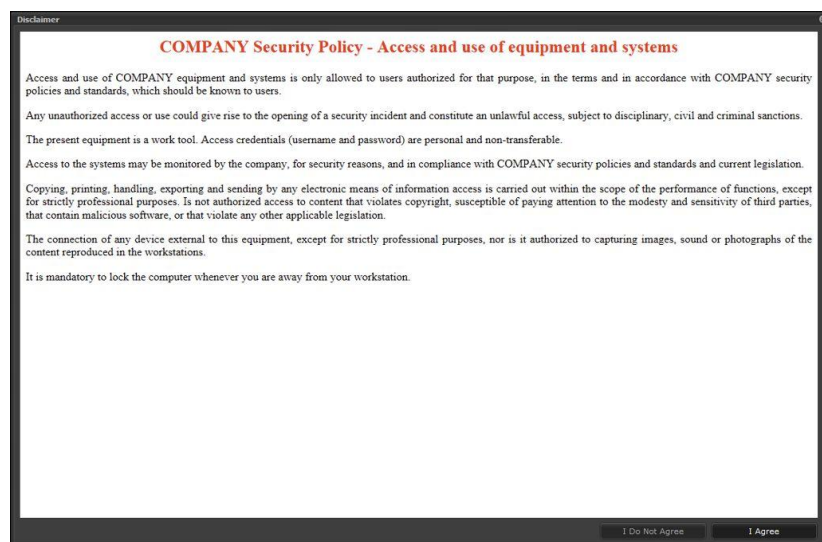 Disclaimer
COMPANY Security Policy - Access and use of equipment and systems
Access and use of COMPANY equipment and systems is only allowed to users authorized for that purpose, in the terms and in accordance with COMPANY security
policies and standards, which should be known to users.
Any unauthorized access or use could give rise to the opening of a security incident and constitute an unlawful access, subject to disciplinary, civil and criminal sanctions.
The present equipment is a work tool. Access credentials (username and password) are personal and non-transferable.
Access to the systems may be monitored by the company, for security reasons, and in compliance with COMPANY security policies and standards and current legislation.
Copying, printing, handling, exporting and sending by any electronic means of information access is carried out within the scope of the performance of functions, except
for strictly professional purposes. Is not authorized access to content that violates copyright, susceptible of paying attention to the modesty and sensitivity of third parties,
that contain malicious software, or that violate any other applicable legislation.
The connection of any device external to this equipment, except for strictly professional purposes, nor is it authorized to capturing images, sound or photographs of the
content reproduced in the workstations.
It is mandatory to lock the computer whenever you are away from your workstation.
I Do Not Agree
I Agree